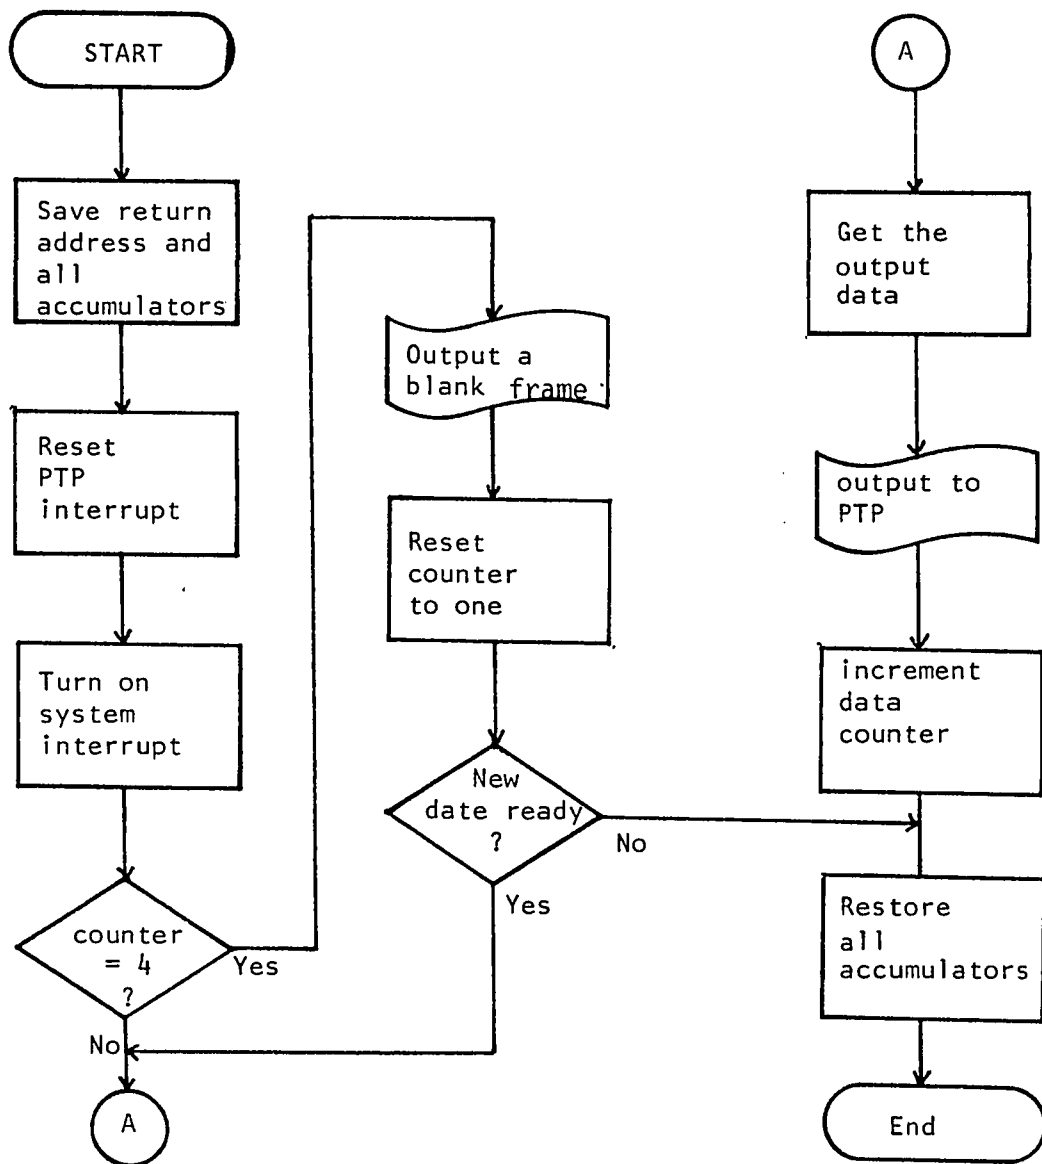 START
Save return
address and
all
accumulators
Reset
PTP
interrupt
Turn on
system
interrupt
counter
= 4
?
Yes
No
A
Output a
blank frame
Reset
counter
to one
New
date ready
?
No
Yes
A
Get the
output
data
output to
PTP
increment
data
counter
Restore
all
accumulators
End